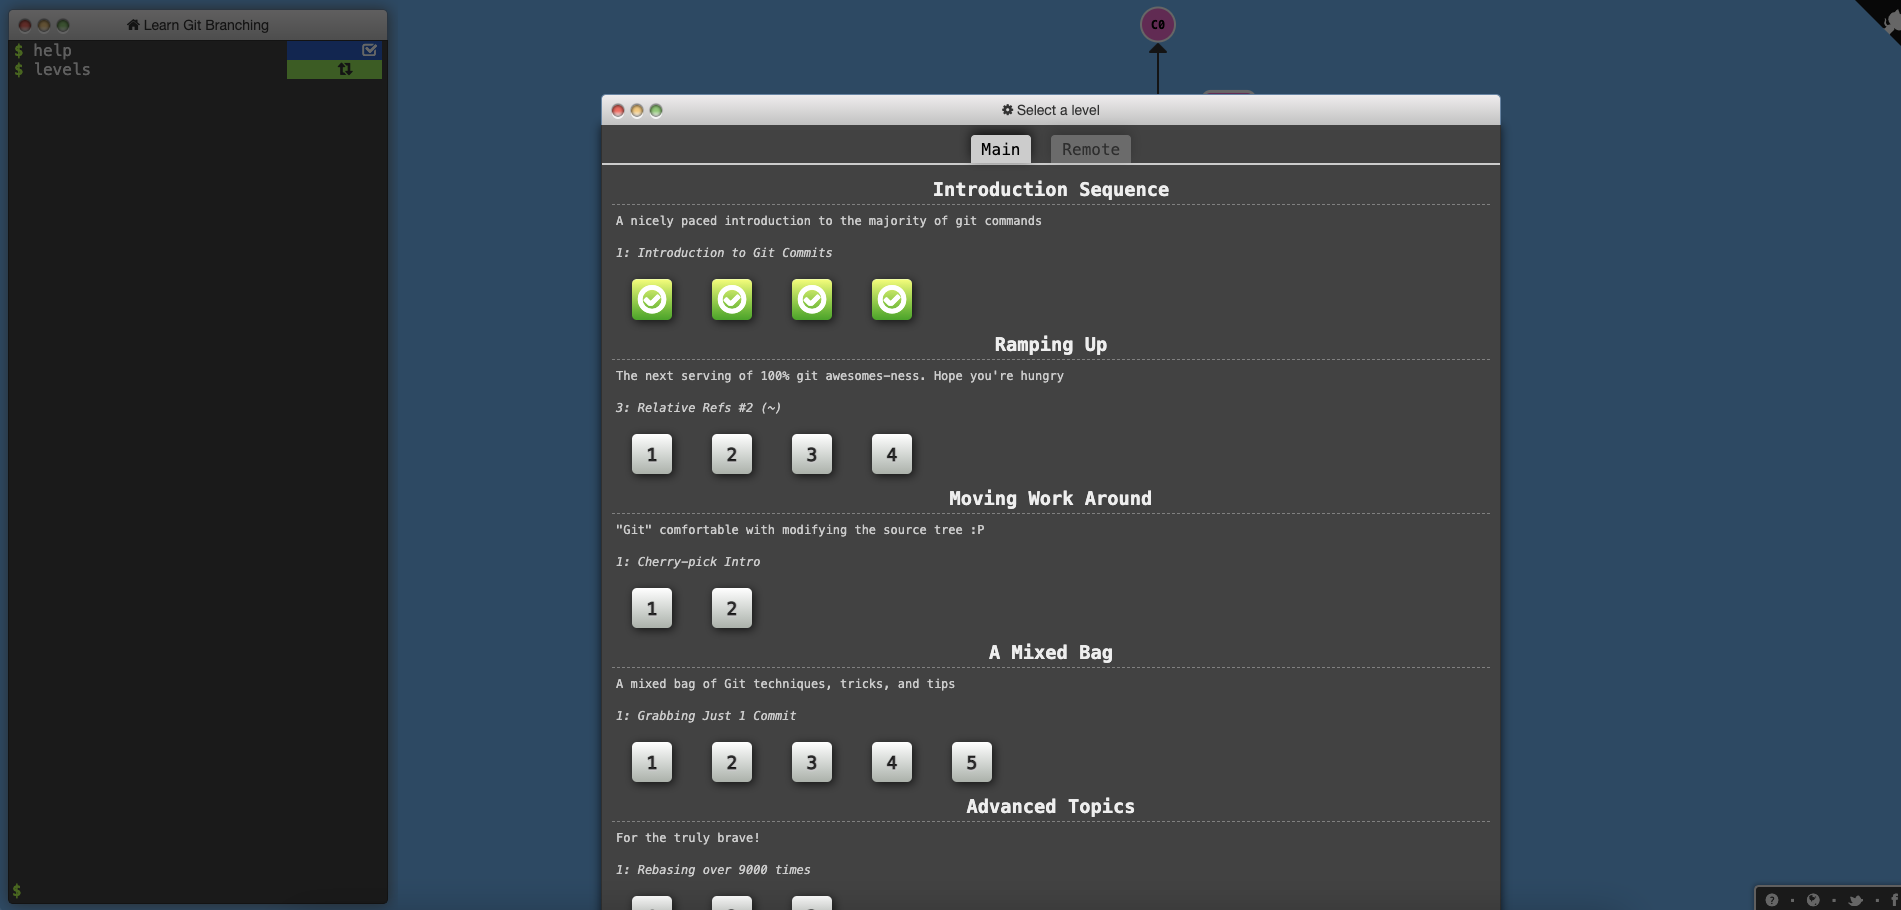 Learn Git Branching
$ help
$ levels
$
C0
Select a level
Main Remote
Introduction Sequence
A nicely paced introduction to the majority of git commands
1: Introduction to Git Commits
Ramping Up
The next serving of 100% git awesomes-ness. Hope you're hungry
3: Relative Refs #2 (~)
1 2 3 4
Moving Work Around
"Git" comfortable with modifying the source tree :P
1: Cherry-pick Intro
1 2
A Mixed Bag
A mixed bag of Git techniques, tricks, and tips
1: Grabbing Just 1 Commit
1 2 3 4 5
Advanced Topics
For the truly brave!
1: Rebasing over 9000 times